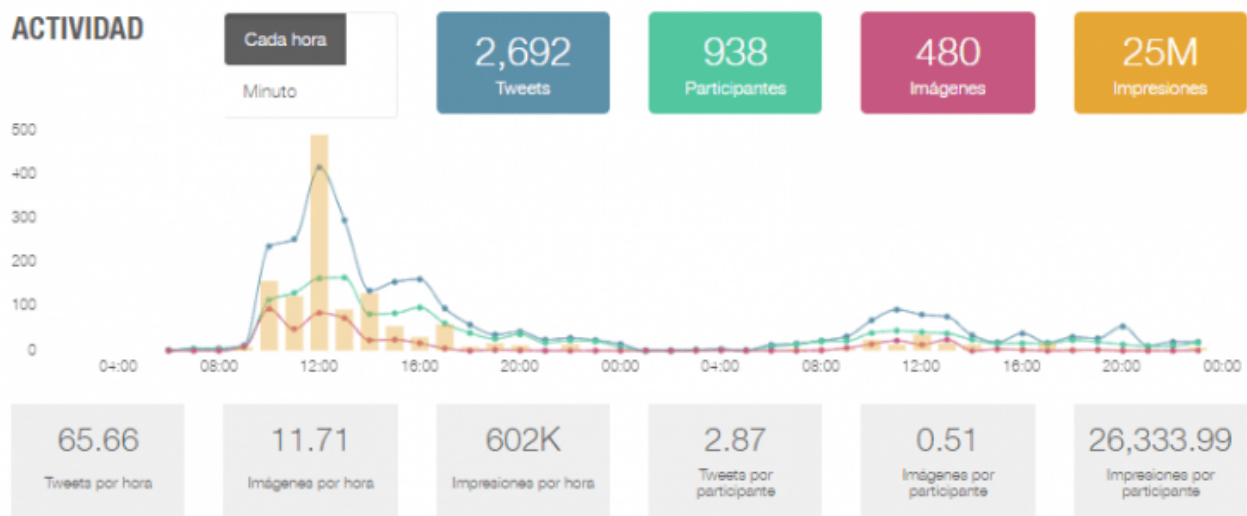 ACTIVIDAD
Cada hora
Minuto
2,692
Tweets
938
Participantes
480
Imágenes
25M
Impresiones
500
400
300
200
100
0
04:00 08:00 12:00 16:00 20:00 00:00 04:00 08:00 12:00 16:00 20:00 00:00
65.66
Tweets por hora
11.71
Imágenes por hora
602K
Impresiones por hora
2.87
Tweets por
participante
0.51
Imágenes por
participante
26,333.99
Impresiones por
participante